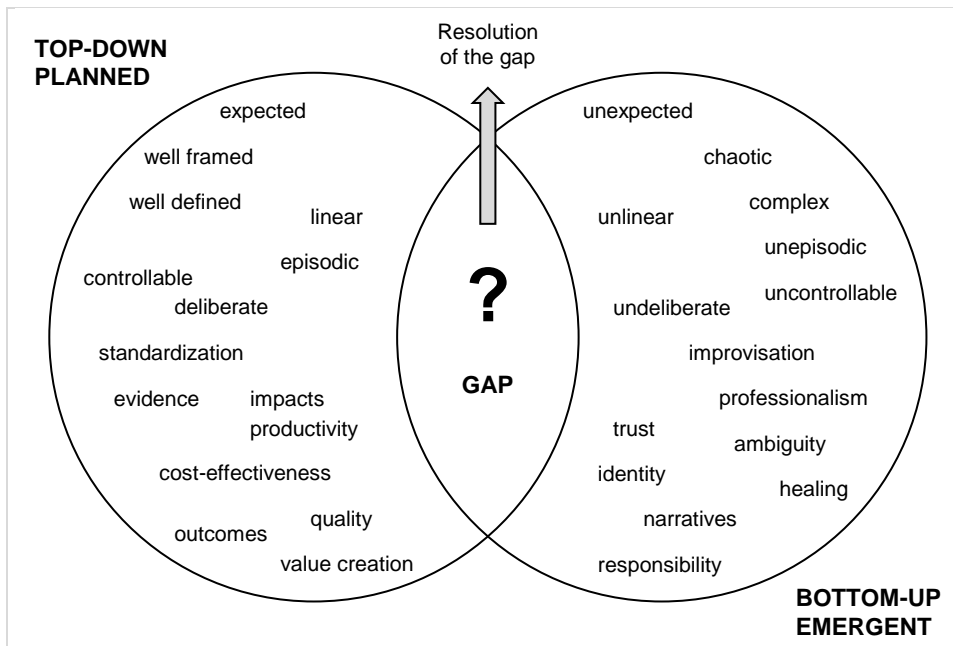 TOP-DOWN
PLANNED
Resolution
of the gap
expected
well framed
well defined
linear
episodic
controllable
deliberate
standardization
evidence
impacts
productivity
cost-effectiveness
quality
outcomes
value creation
?
GAP
unexpected
chaotic
complex
unlinear
unepisodic
uncontrollable
undeliberate
improvisation
professionalism
trust
ambiguity
identity
healing
narratives
responsibility
BOTTOM-UP
EMERGENT